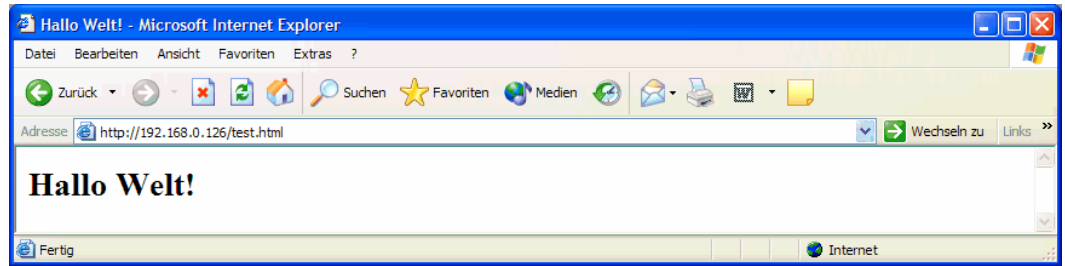 Hallo Welt! - Microsoft Internet Explorer
Datei Bearbeiten Ansicht Favoriten Extras ?
Zurück Suchen Favoriten Medien W
Adresse http://192.168.0.126/test.html Wechseln zu Links »
Hallo Welt!
Fertig Internet